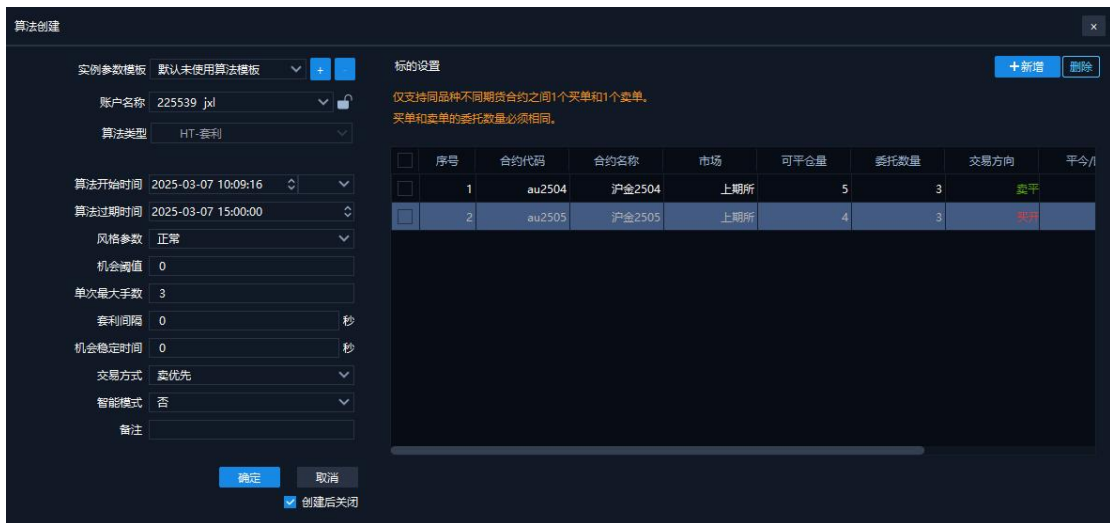 算法创建
×
实例参数模板 默认未使用算法模板 + -
账户名称 225539 jxl
算法类型 HT-套利
算法开始时间 2025-03-07 10:09:16
算法过期时间 2025-03-07 15:00:00
风格参数 正常
机会阈值 0
单次最大手数 3
套利间隔 0 秒
机会稳定时间 0 秒
交易方式 卖优先
智能模式 否
备注
确定 取消
创建后关闭
标的设置 +新增 删除
仅支持同品种不同期货合约之间1个买单和1个卖单。
买单和卖单的委托数量必须相同。
序号 合约代码 合约名称 市场 可平仓量 委托数量 交易方向 平今/
1 au2504 沪金2504 上期所 5 3 卖平
2 au2505 沪金2505 上期所 4 3 买开